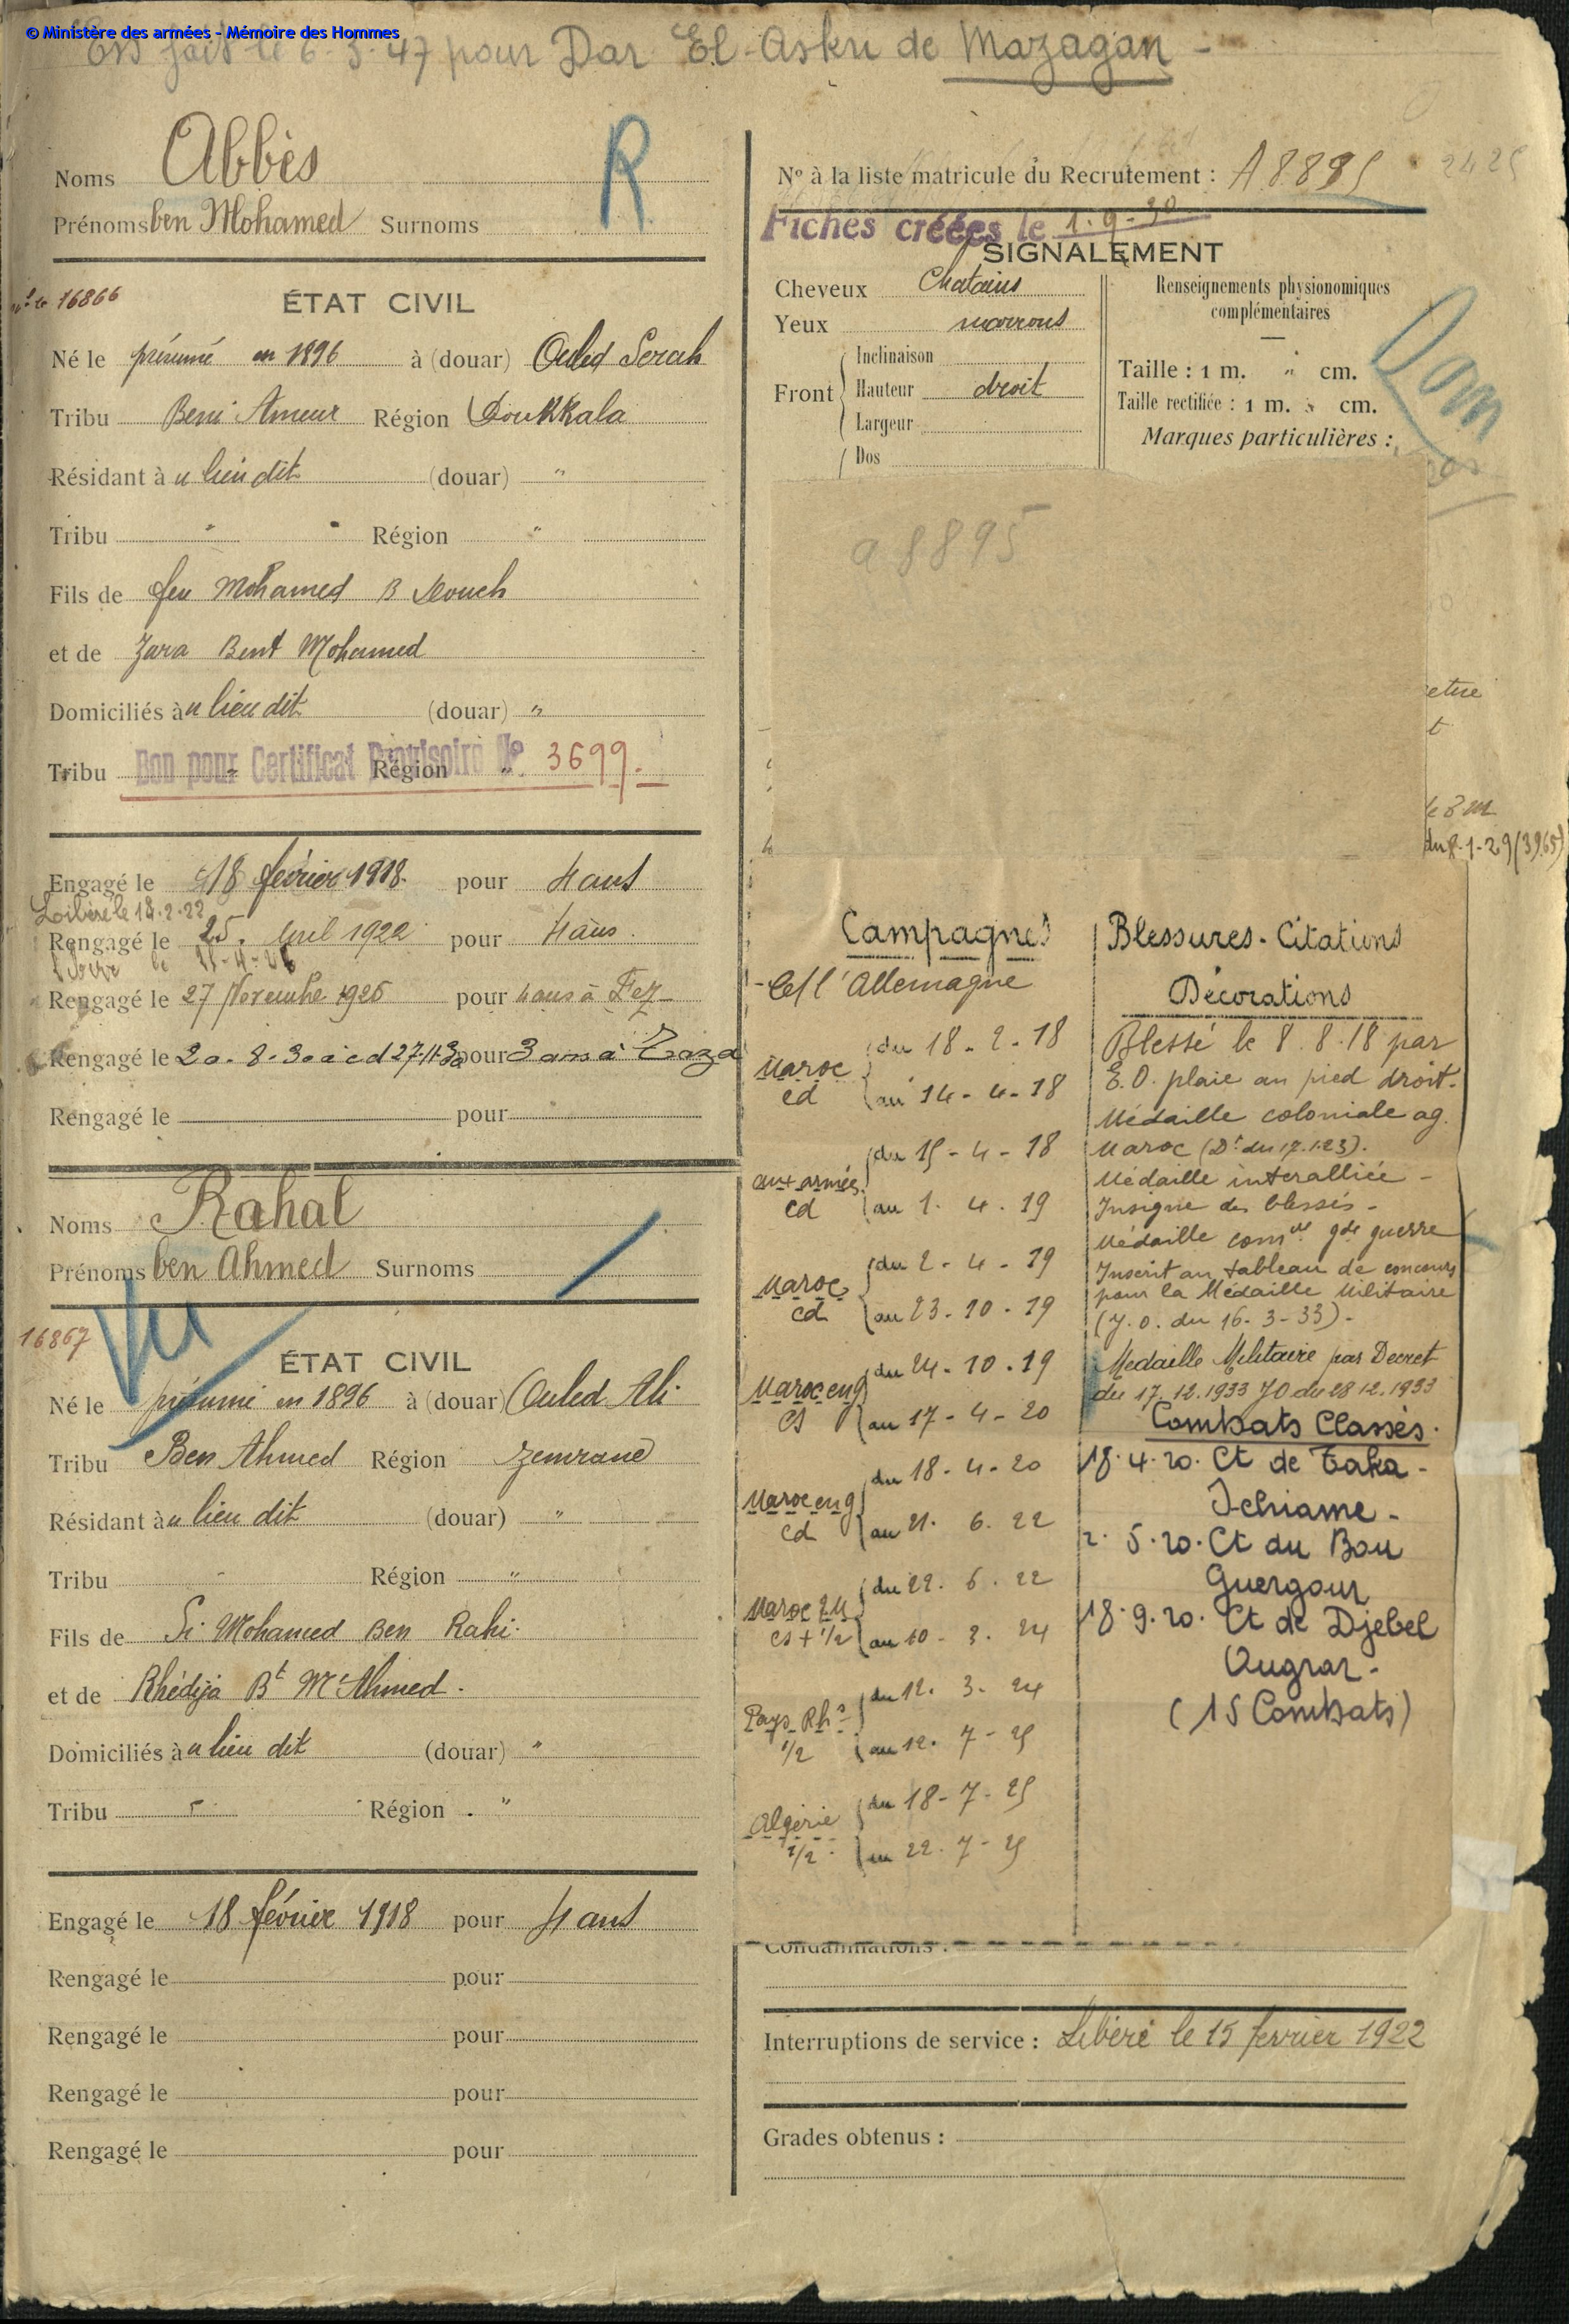 © Ministère des armées - Mémoire des Hommes
fait le 6-3-47 pour Dar El-Askri de Mazagan -
Noms Abbès
R
Prénoms ben Mohamed Surnoms
16866
ÉTAT CIVIL
Né le présumé en 1896 à (douar) Ouled Serah
Tribu Beni Ameur Région Doukkala
Résidant à u lieu dit (douar) "
Tribu " Région "
Fils de feu Mohamed B
et de Zara Bent Mohamed
Domiciliés à u lieu dit (douar) "
Tribu " Région "
Bon pour Certificat Provisoire No 3699.
Engagé le 18 février 1918 pour 4 ans
Libéré le 18.2.22
Rengagé le 25. avril 1922 pour 4 ans.
Rengagé le 27 Novembre 1926 pour 4 ans à Fez
Rengagé le 20-8-30 à cd 27-11-30 pour 3 ans à Taza
Rengagé le pour
Noms Rahal
Prénoms ben Ahmed Surnoms
Vu
16867
ÉTAT CIVIL
Né le présumé en 1896 à (douar) Ouled Ali
Tribu Ben Ahmed Région Zemrane
Résidant à u lieu dit (douar) "
Tribu " Région "
Fils de Si Mohamed Ben Rahi
et de Khédija Bt Md Ahmed.
Domiciliés à u lieu dit (douar) "
Tribu " Région "
Engagé le 18 février 1918 pour 4 ans
Rengagé le pour
Rengagé le pour
Rengagé le pour
Rengagé le pour
No à la liste matricule du Recrutement : A 8895
2425
Fiches créées le 1.9.30
SIGNALEMENT
Cheveux Chatains
Yeux marrons
Front
Inclinaison
Hauteur droit
Largeur
Dos
Renseignements physionomiques
complémentaires
Taille : 1 m. " cm.
Taille rectifiée : 1 m. cm.
Marques particulières :
a 8895
du 8-1-29 (3965)
Campagnes
- Ce/ l'Allemagne
Maroc cd du 18-2-18
au 14-4-18
aux armées cd du 15-4-18
au 1.4.19
Maroc cd du 2-4-19
au 23.10.19
Maroc eng cs du 24.10.19
au 17-4-20
Maroc eng cd du 18-4-20
au 21.6.22
Maroc cs + 1/2 du 22.6.22
au 10-3.24
Pays Rhs 1/2 du 12.3.24
au 12.7-25
Algérie 1/2 du 18-7-25
au 22.7-25
Blessures - Citations
Décorations
Blessé le 8.8.18 par
E.O. plaie au pied droit.
Médaille coloniale ag.
Maroc (Dn du 17.1.23).
Médaille interalliée -
Insigne des blessés -
Médaille comve gde guerre
Inscrit au tableau de concours
pour la Médaille Militaire
(J.O. du 16-3-33) -
Médaille Militaire par Decret
du 17.12.1933 JO du 28.12.1933
Combats Classés.
18.4.20. Ct de Taka -
Ichiame -
2.5.20. Ct du Bou
Guergour
18.9.20. Ct de Djebel
Ougrar -
(15 Combats)
Condamnations :
Interruptions de service : Libéré le 15 fevrier 1922
Grades obtenus :